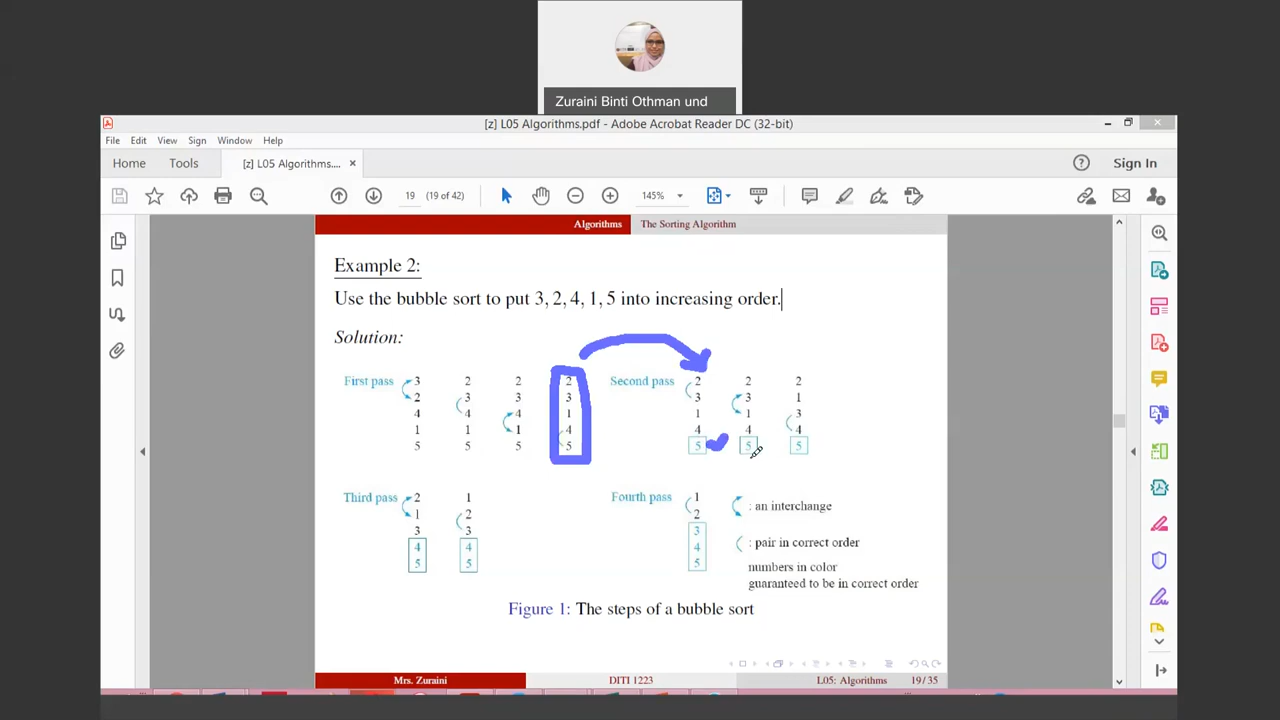 Zuraini Binti Othman und
[z] L05 Algorithms.pdf - Adobe Acrobat Reader DC (32-bit)
File Edit View Sign Window Help
Home Tools [z] L05 Algorithms.... × Sign In
19 (19 of 42) 145%
Algorithms The Sorting Algorithm
Example 2:
Use the bubble sort to put 3, 2, 4, 1, 5 into increasing order.
Solution:
First pass 3 2 2 2 Second pass 2 2 2
2 3 3 3 3 3 1
4 4 4 1 1 1 3
1 1 1 4 4 4 4
5 5 5 5 5 5 5
Third pass 2 1 Fourth pass 1
1 2 2 : an interchange
3 3 3
4 4 4 : pair in correct order
5 5 5 numbers in color
guaranteed to be in correct order
Figure 1: The steps of a bubble sort
Mrs. Zuraini DITI 1223 L05: Algorithms 19/35